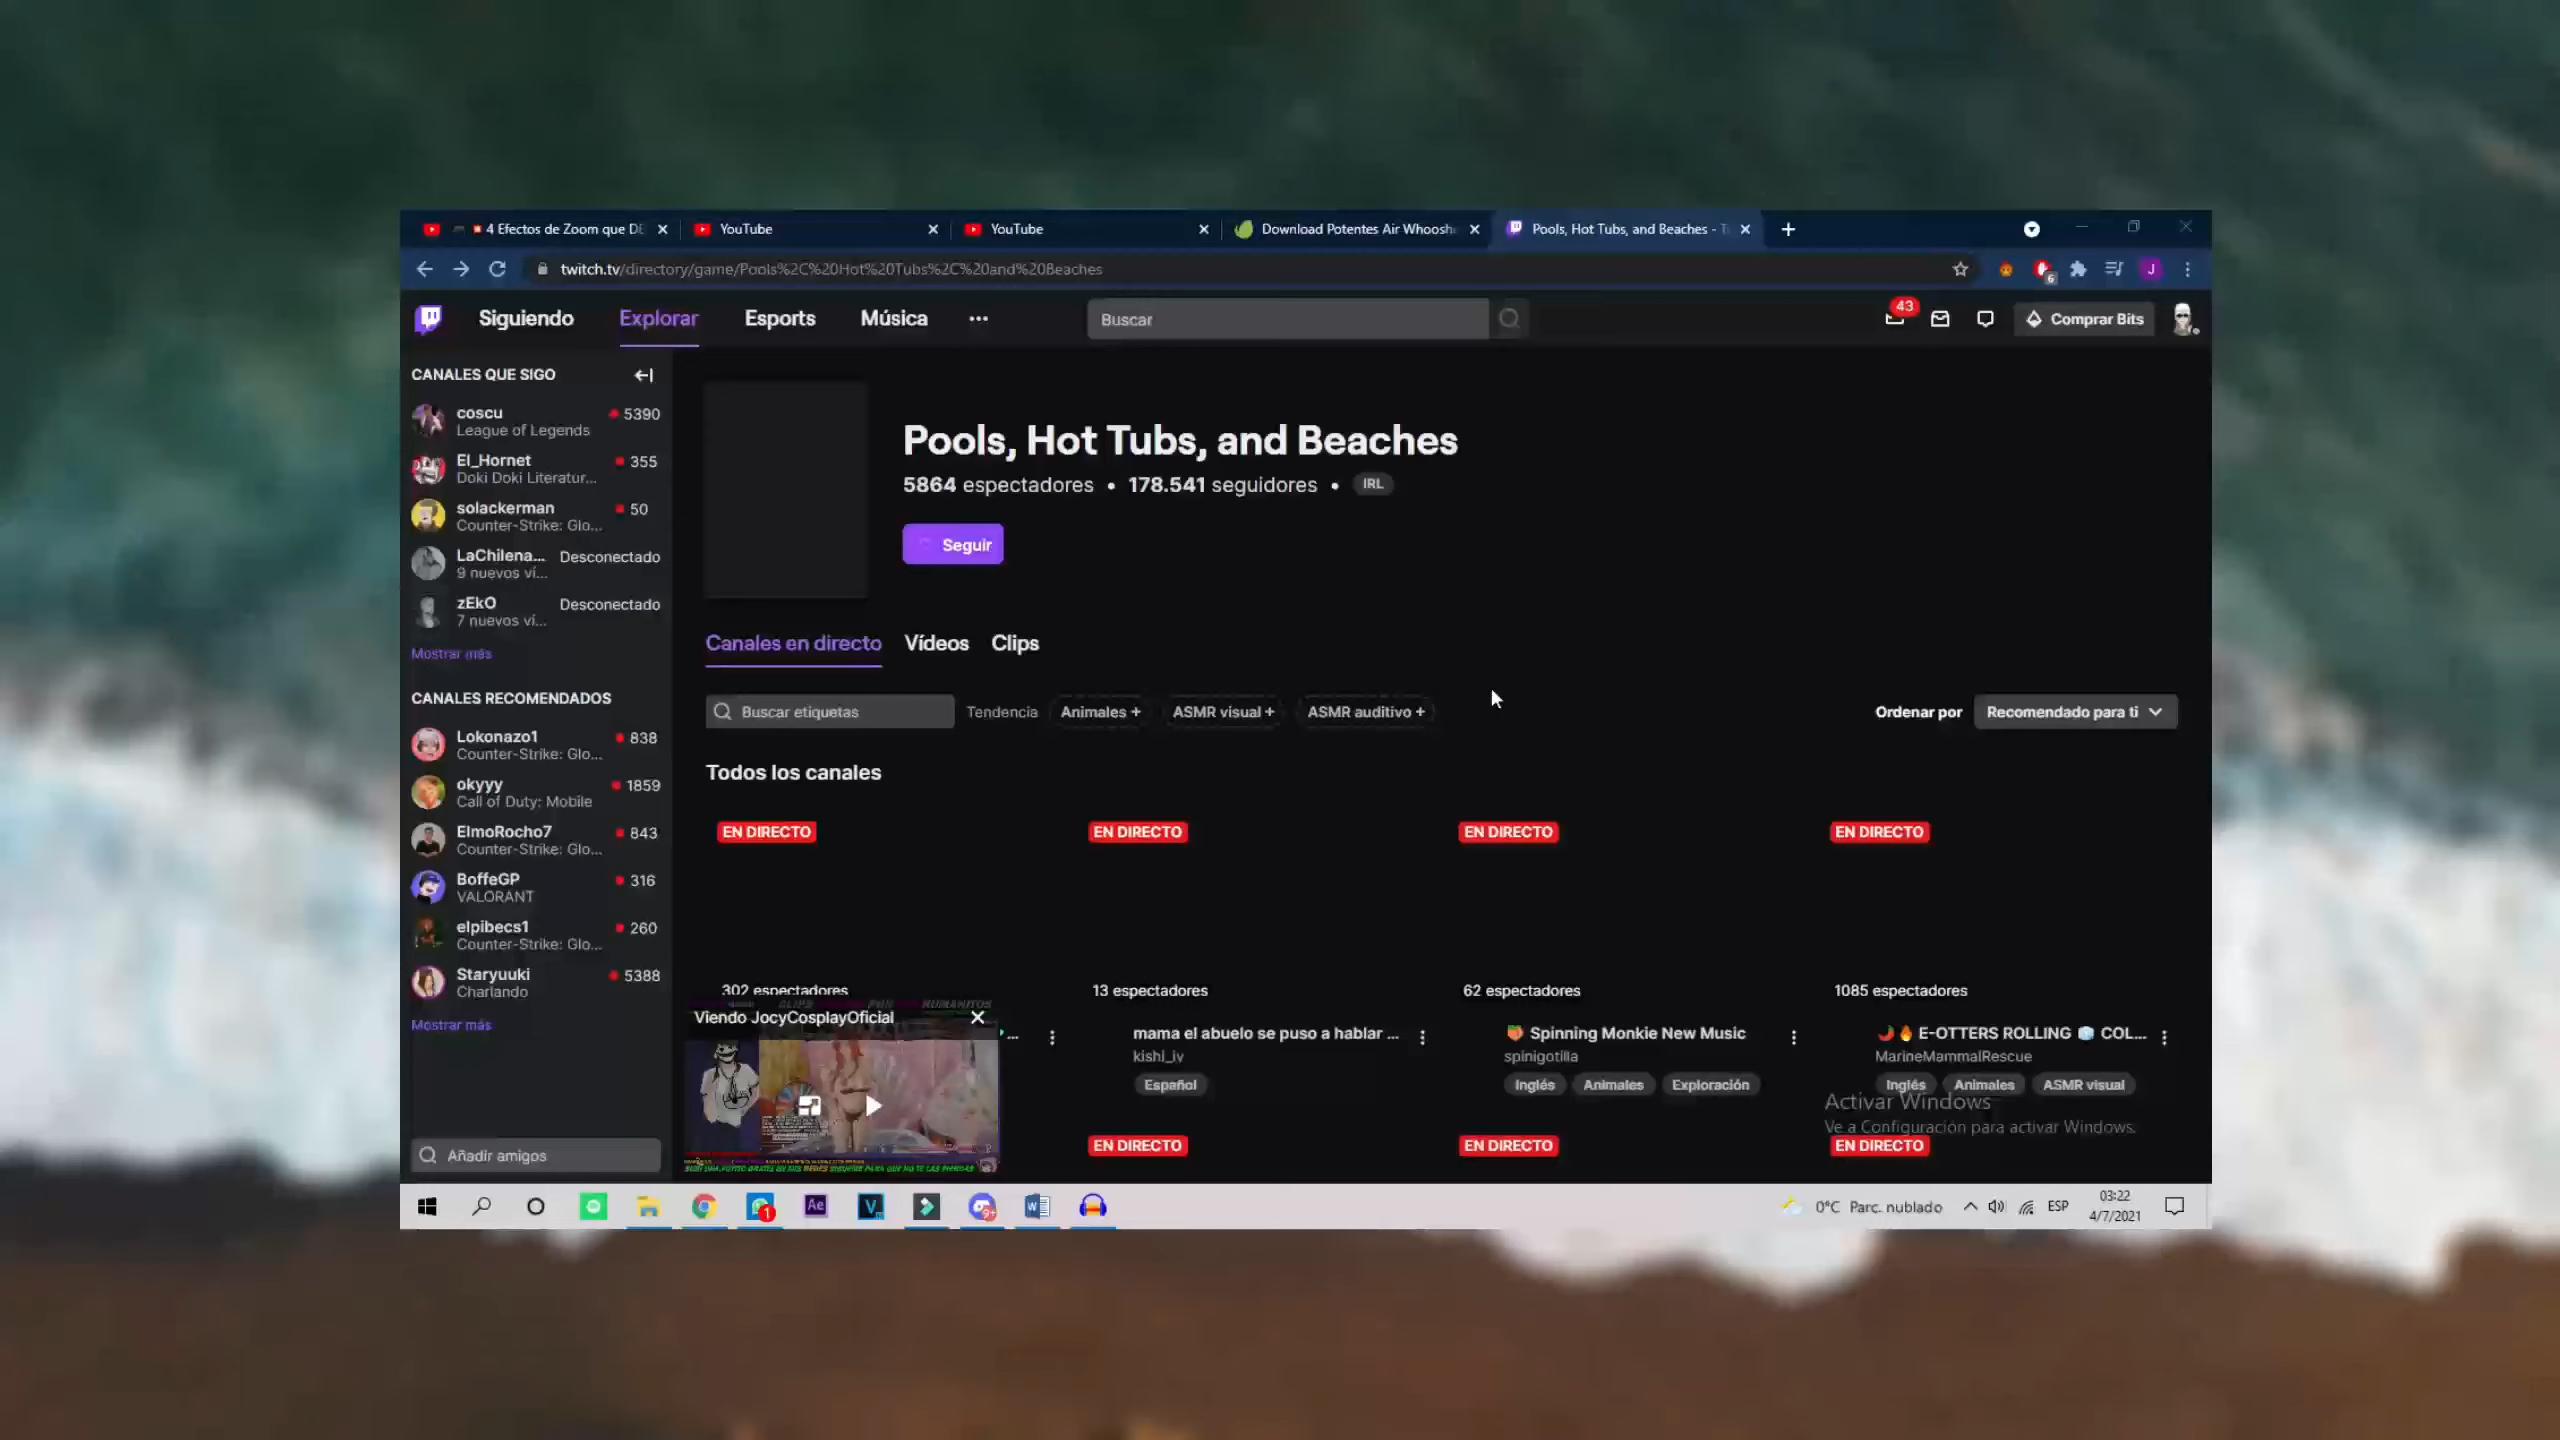 4 Efectos de Zoom que DE
YouTube
YouTube
Download Potentes Air Whoosh
Pools, Hot Tubs, and Beaches - T
twitch.tv/directory/game/Pools%2C%20Hot%20Tubs%2C%20and%20Beaches
6
J
Siguiendo
Explorar
Esports
Música
Buscar
43
Comprar Bits
CANALES QUE SIGO
coscu
5390
League of Legends
El_Hornet
355
Doki Doki Literatur...
solackerman
50
Counter-Strike: Glo...
LaChilena...
Desconectado
9 nuevos ví...
zEkO
Desconectado
7 nuevos ví...
Mostrar más
CANALES RECOMENDADOS
Lokonazo1
838
Counter-Strike: Glo...
okyyy
1859
Call of Duty: Mobile
ElmoRocho7
843
Counter-Strike: Glo...
BoffeGP
316
VALORANT
elpibecs1
260
Counter-Strike: Glo...
Staryuuki
5388
Charlando
Mostrar más
Añadir amigos
Pools, Hot Tubs, and Beaches
5864 espectadores • 178.541 seguidores • IRL
Seguir
Canales en directo
Vídeos
Clips
Buscar etiquetas
Tendencia
Animales +
ASMR visual +
ASMR auditivo +
Ordenar por
Recomendado para ti
Todos los canales
EN DIRECTO
EN DIRECTO
EN DIRECTO
EN DIRECTO
302 espectadores
13 espectadores
62 espectadores
1085 espectadores
Viendo JocyCosplayOficial
...
mama el abuelo se puso a hablar ...
kishi_iv
Español
Spinning Monkie New Music
spinigotilla
Inglés
Animales
Exploración
E-OTTERS ROLLING
COL...
MarineMammalRescue
Inglés
Animales
ASMR visual
Activar Windows
Ve a Configuración para activar Windows.
EN DIRECTO
EN DIRECTO
EN DIRECTO
1
Ae
V
9+
0°C Parc. nublado
ESP
03:22
4/7/2021